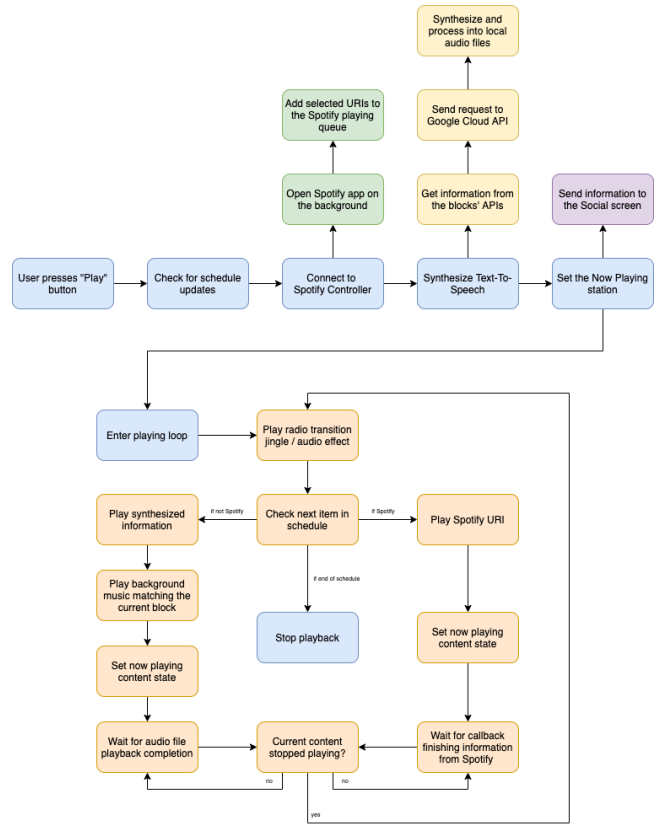 Synthesize and
process into local
audio files
Add selected URIs to
the Spotify playing
queue
Send request to
Google Cloud API
Open Spotify app on
the background
Get information from
the blocks' APIs
Send information to
the Social screen
User presses "Play"
button
Check for schedule
updates
Connect to
Spotify Controller
Synthesize Text-To-
Speech
Set the Now Playing
station
Enter playing loop
Play radio transition
jingle / audio effect
Play synthesized
information
if not Spotify
Check next item in
schedule
if Spotify
Play Spotify URI
Play background
music matching the
current block
if end of schedule
Stop playback
Set now playing
content state
Set now playing
content state
Wait for audio file
playback completion
Current content
stopped playing?
Wait for callback
finishing information
from Spotify
no
no
yes